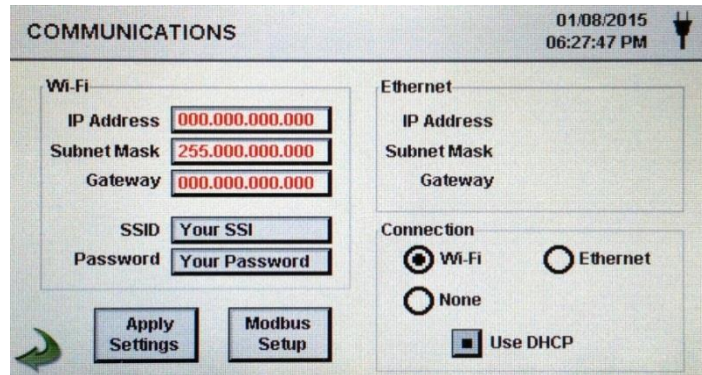 COMMUNICATIONS
01/08/2015
06:27:47 PM
Wi-Fi
IP Address 000.000.000.000
Subnet Mask 255.000.000.000
Gateway 000.000.000.000
SSID Your SSI
Password Your Password
Apply
Settings
Modbus
Setup
Ethernet
IP Address
Subnet Mask
Gateway
Connection
Wi-Fi Ethernet
None
Use DHCP